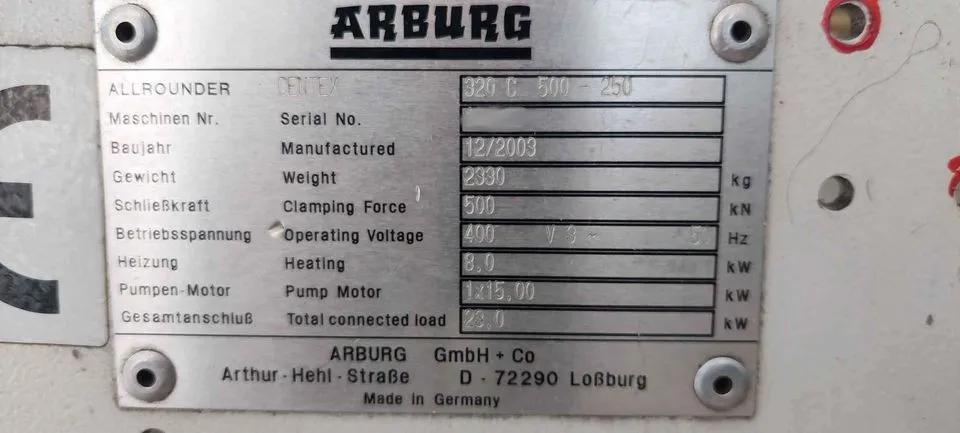 ARBURG
ALLROUNDER CENTEX 320 C 500 - 250
Maschinen Nr. Serial No.
Baujahr Manufactured 12/2003
Gewicht Weight 2330 kg
Schließkraft Clamping Force 500 kN
Betriebsspannung Operating Voltage 400 V 3 ~ Hz
Heizung Heating 8,0 kW
Pumpen-Motor Pump Motor 1x15,00 kW
Gesamtanschluß Total connected load 23,0 kW
ARBURG GmbH + Co
Arthur-Hehl-Straße D - 72290 Loßburg
Made in Germany
CE